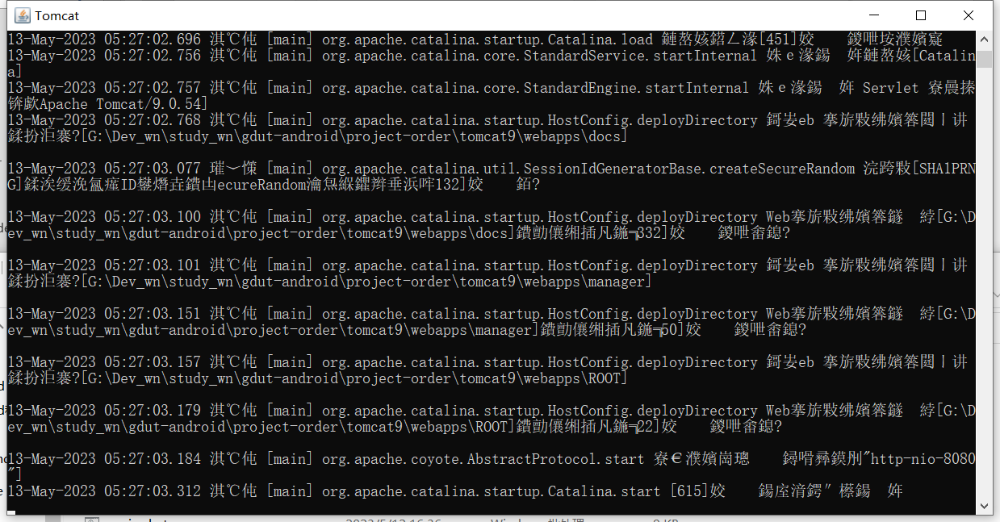 Tomcat
13-May-2023 05:27:02.696 淇℃伅 [main] org.apache.catalina.startup.Catalina.load 鏈嶅姟鍣ㄥ湪[451]姣 鍐呭垵濮嬪寲
13-May-2023 05:27:02.756 淇℃伅 [main] org.apache.catalina.core.StandardService.startInternal 姝ｅ湪鍚 姩鏈嶅姟[Catalin
a]
13-May-2023 05:27:02.757 淇℃伅 [main] org.apache.catalina.core.StandardEngine.startInternal 姝ｅ湪鍚 姩 Servlet 寮曟搸
锛歔Apache Tomcat/9.0.54]
13-May-2023 05:27:02.768 淇℃伅 [main] org.apache.catalina.startup.HostConfig.deployDirectory 鎶妛eb 搴旂敤绋嬪簭閮ㄧ讲
鍒扮洰褰?[G:\Dev_wn\study_wn\gdut-android\project-order\tomcat9\webapps\docs]
13-May-2023 05:27:03.077 璀﹀憡 [main] org.apache.catalina.util.SessionIdGeneratorBase.createSecureRandom 浣跨敤[SHA1PRN
G]鍒涘缓浼氳瘽ID鐢熸垚鐨凷ecureRandom瀹炰緥鑺辫垂浜哖132]姣 銆?
13-May-2023 05:27:03.100 淇℃伅 [main] org.apache.catalina.startup.HostConfig.deployDirectory Web搴旂敤绋嬪簭鐩 綍[G:\D
ev_wn\study_wn\gdut-android\project-order\tomcat9\webapps\docs]鐨勯儴缃插凡鍦╗332]姣 鍐呭畬鎴?
13-May-2023 05:27:03.101 淇℃伅 [main] org.apache.catalina.startup.HostConfig.deployDirectory 鎶妛eb 搴旂敤绋嬪簭閮ㄧ讲
鍒扮洰褰?[G:\Dev_wn\study_wn\gdut-android\project-order\tomcat9\webapps\manager]
13-May-2023 05:27:03.151 淇℃伅 [main] org.apache.catalina.startup.HostConfig.deployDirectory Web搴旂敤绋嬪簭鐩 綍[G:\D
ev_wn\study_wn\gdut-android\project-order\tomcat9\webapps\manager]鐨勯儴缃插凡鍦╗50]姣 鍐呭畬鎴?
13-May-2023 05:27:03.157 淇℃伅 [main] org.apache.catalina.startup.HostConfig.deployDirectory 鎶妛eb 搴旂敤绋嬪簭閮ㄧ讲
鍒扮洰褰?[G:\Dev_wn\study_wn\gdut-android\project-order\tomcat9\webapps\ROOT]
13-May-2023 05:27:03.179 淇℃伅 [main] org.apache.catalina.startup.HostConfig.deployDirectory Web搴旂敤绋嬪簭鐩 綍[G:\D
ev_wn\study_wn\gdut-android\project-order\tomcat9\webapps\ROOT]鐨勯儴缃插凡鍦╗22]姣 鍐呭畬鎴?
13-May-2023 05:27:03.184 淇℃伅 [main] org.apache.coyote.AbstractProtocol.start 寮€濮嬪崗璁 鐞嗗彞鏌刐"http-nio-8080
"]
13-May-2023 05:27:03.312 淇℃伅 [main] org.apache.catalina.startup.Catalina.start [615]姣 鍚庢湇鍔″櫒鍚 姩